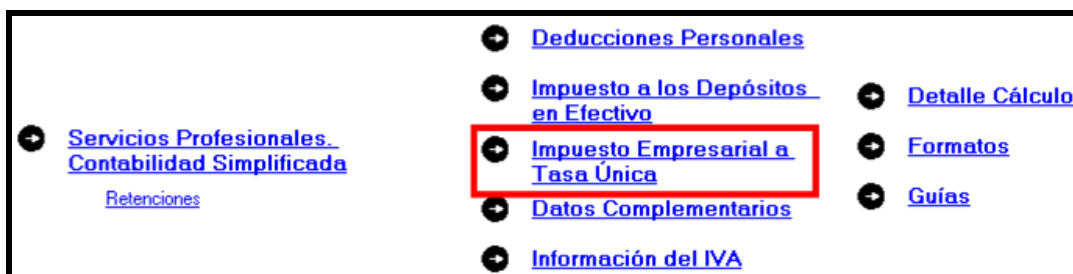 Servicios Profesionales.
Contabilidad Simplificada
Retenciones
Deducciones Personales
Impuesto a los Depósitos
en Efectivo
Impuesto Empresarial a
Tasa Única
Datos Complementarios
Información del IVA
Detalle Cálculo
Formatos
Guías